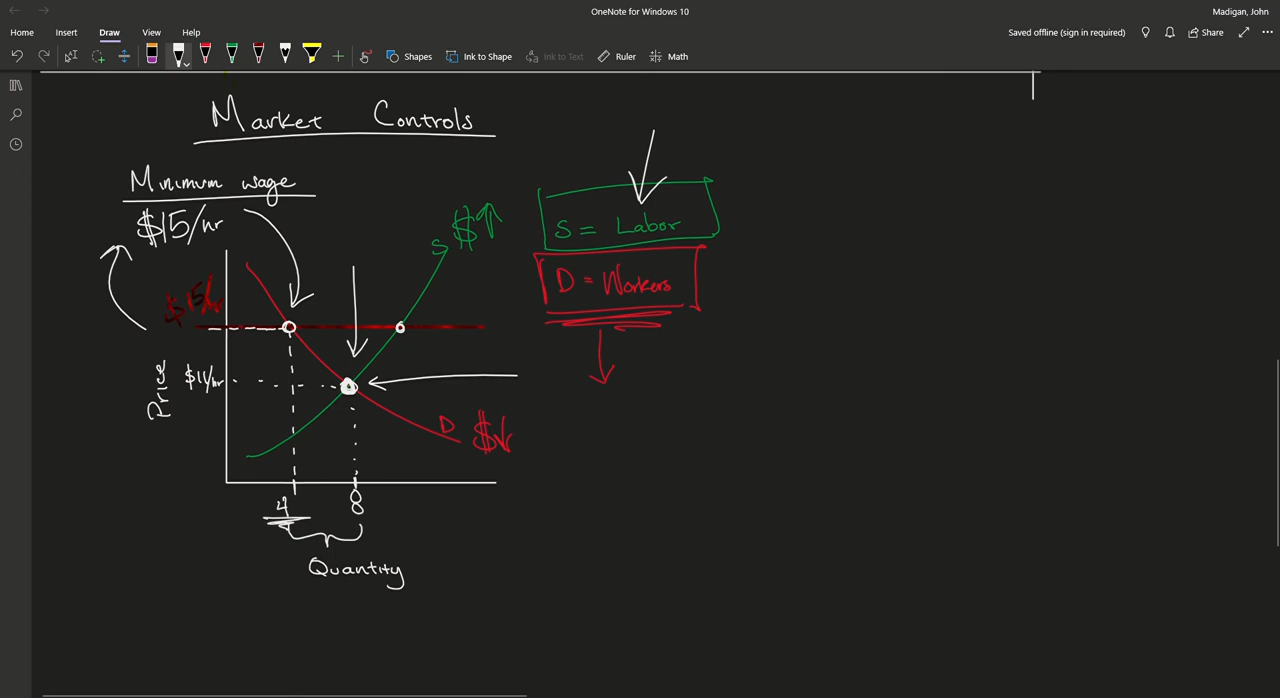 OneNote for Windows 10
Madigan, John
Home Insert Draw View Help
Saved offline (sign in required) Share
Shapes Ink to Shape Ink to Text Ruler Math
Market Controls
Minimum wage
$15/hr
S $↑
S = Labor
D = Workers
$15/hr
Price
$11/hr
D $↓
4 8
Quantity